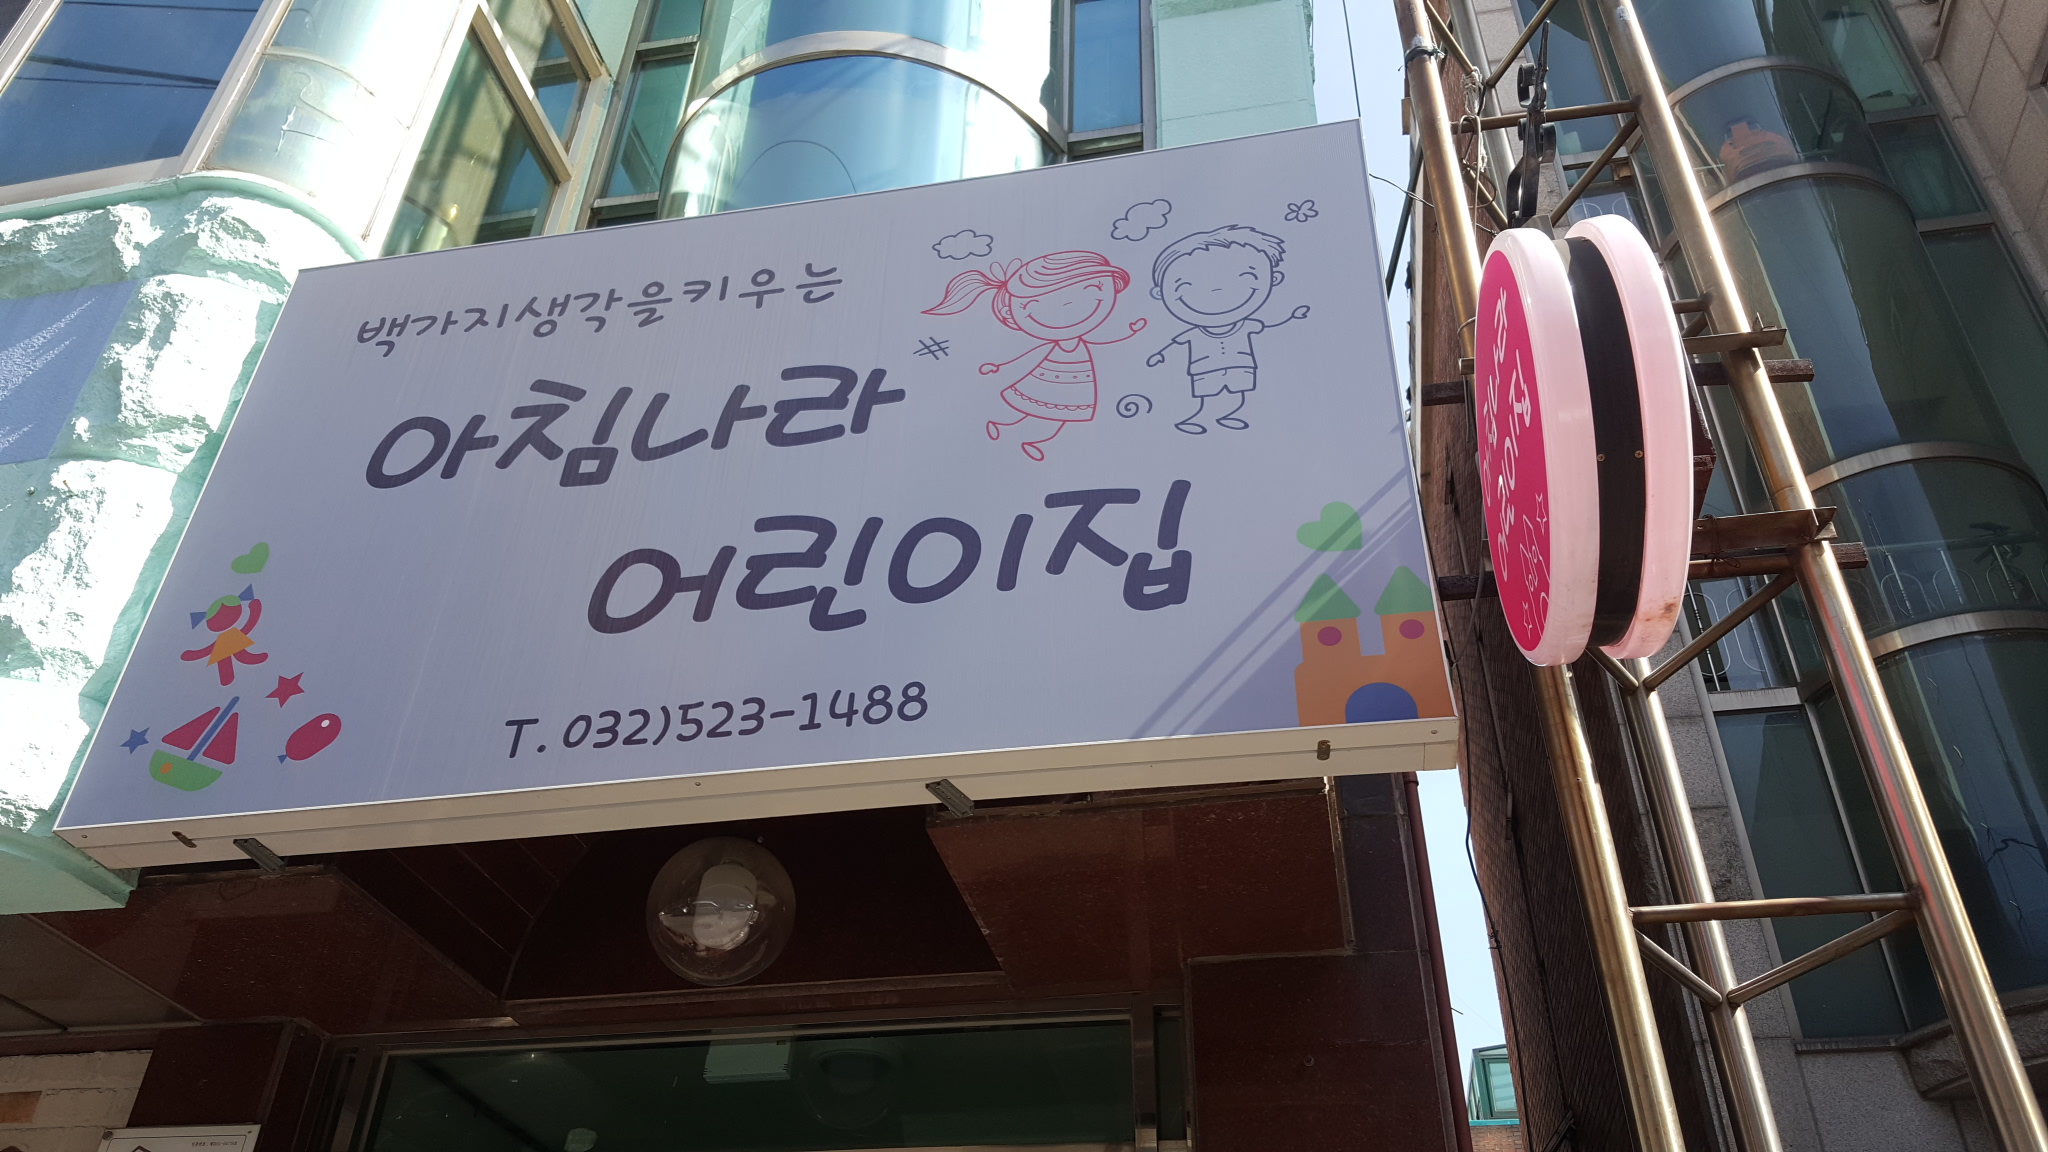 백가지생각을키우는
아침나라
어린이집
T. 032)523-1488